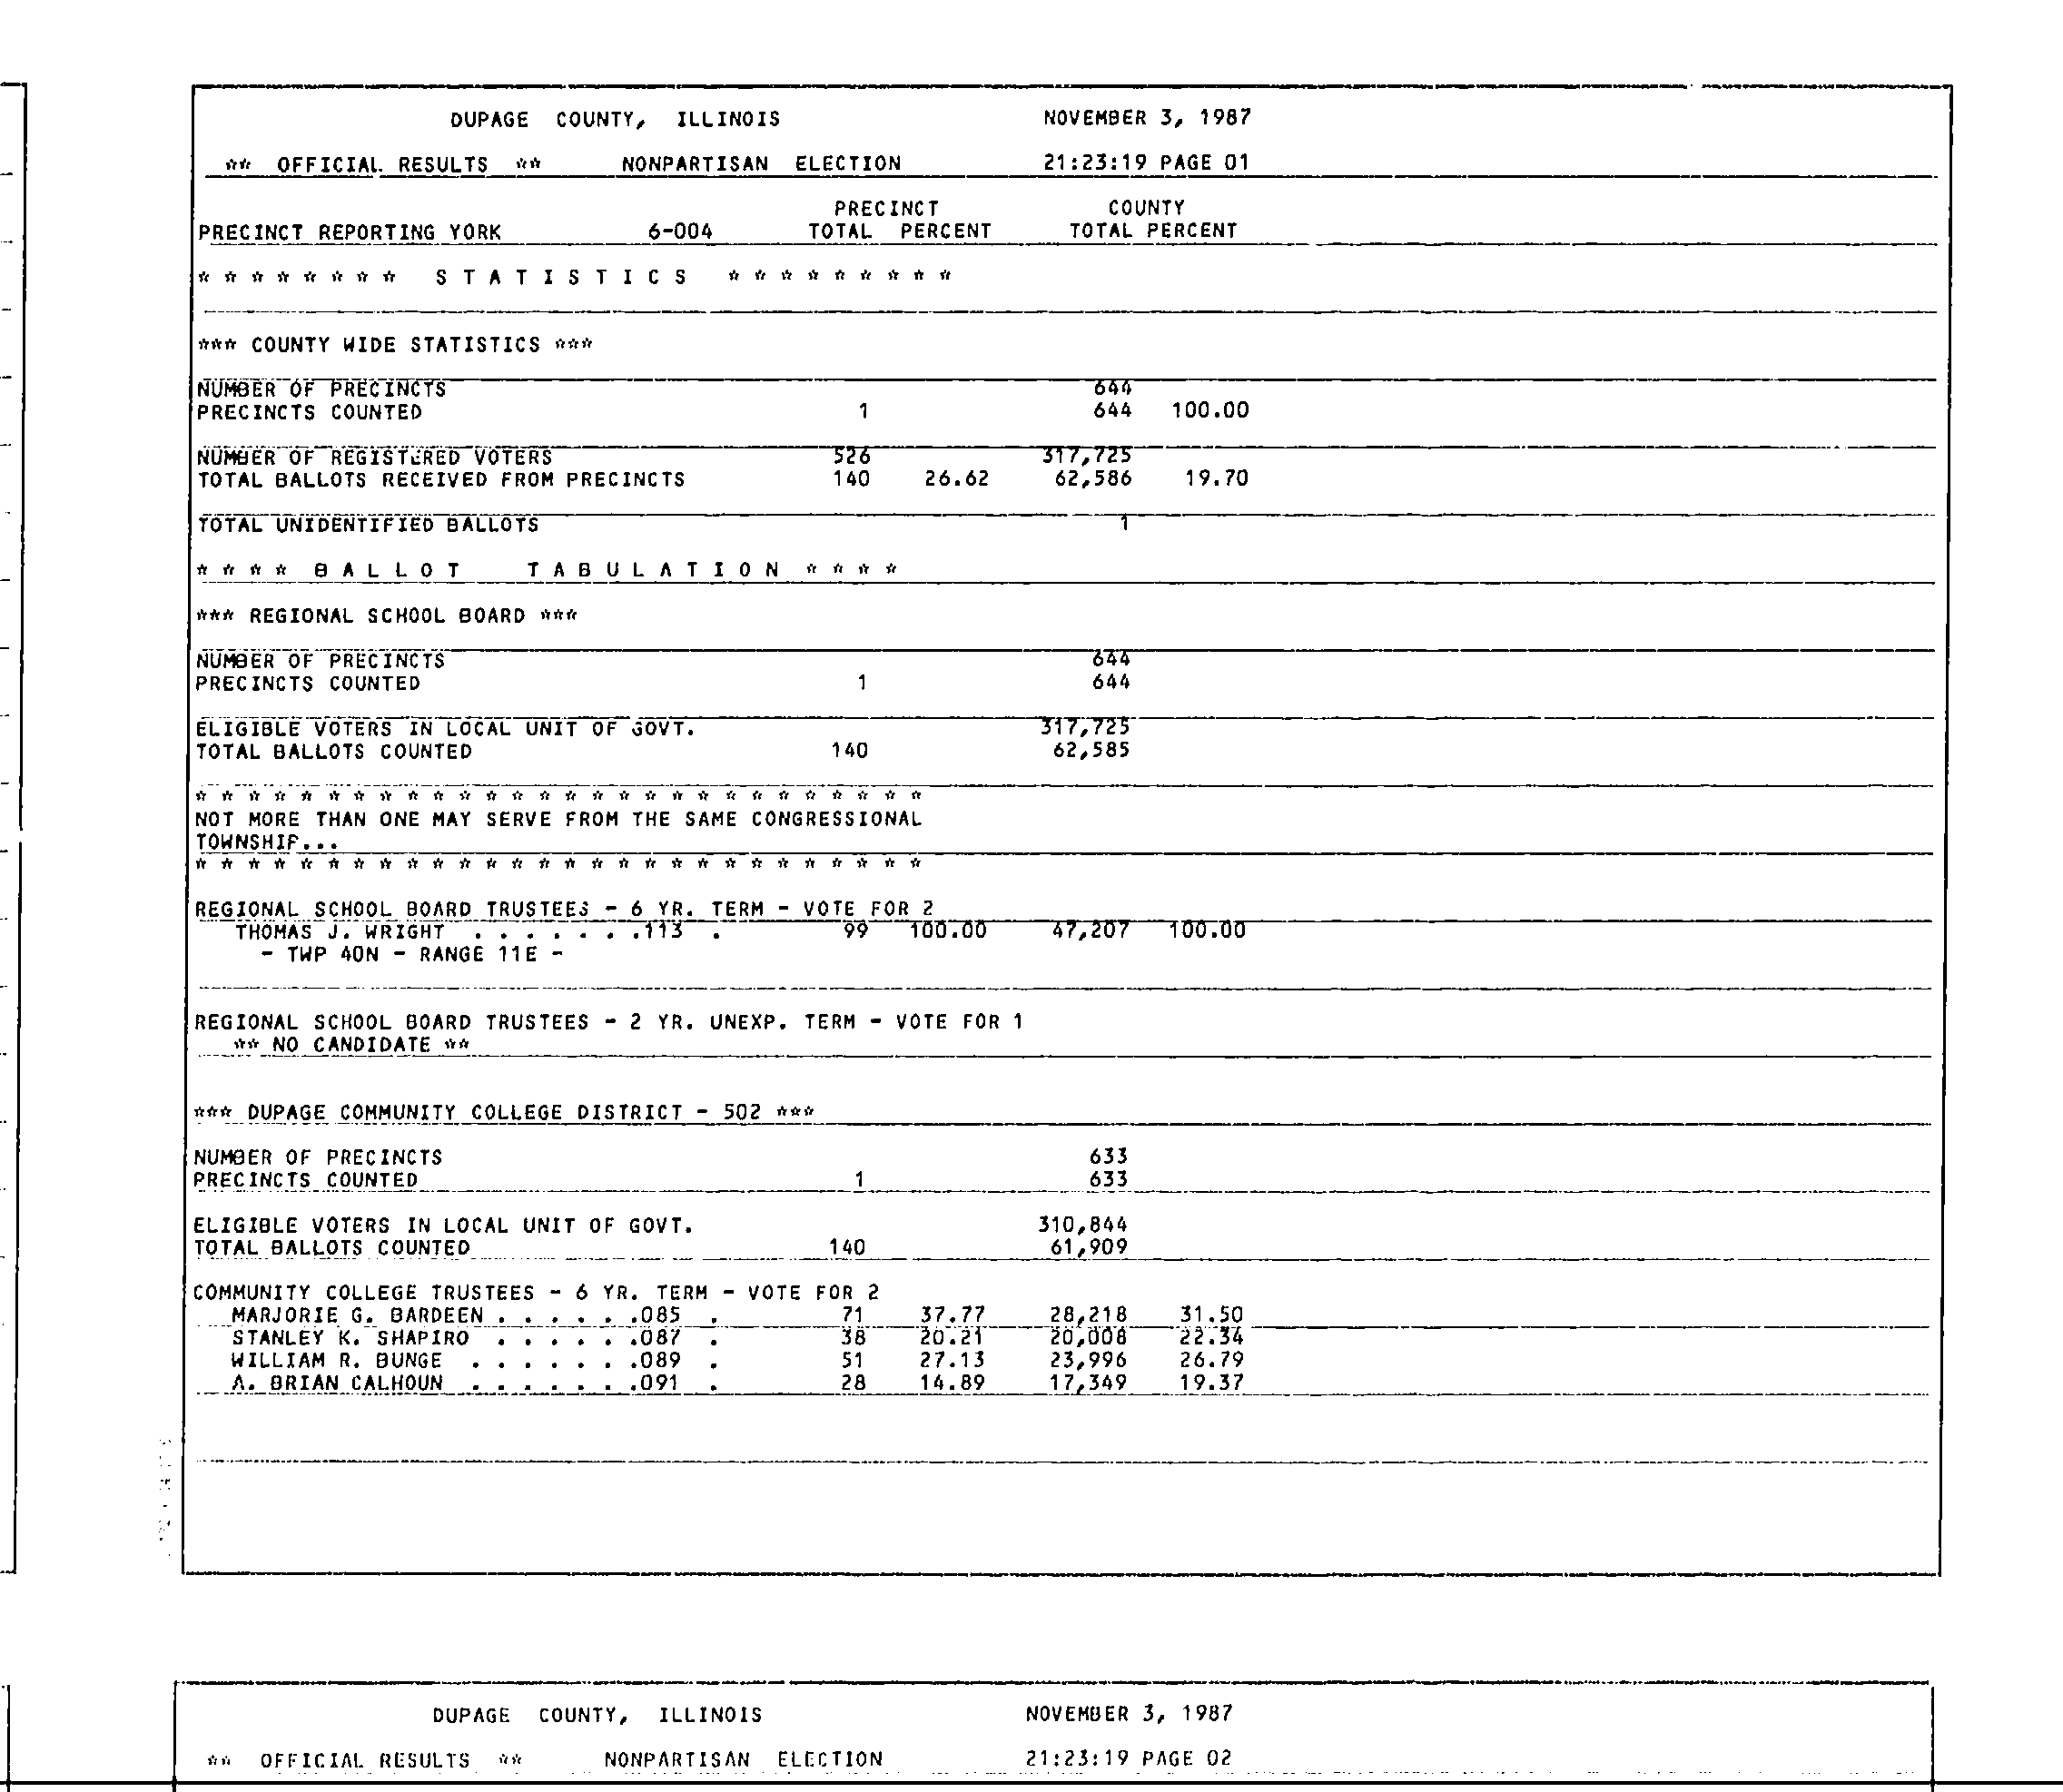 DUPAGE COUNTY, ILLINOIS NOVEMBER 3, 1987
** OFFICIAL RESULTS ** NONPARTISAN ELECTION 21:23:19 PAGE 01
PRECINCT COUNTY
PRECINCT REPORTING YORK 6-004 TOTAL PERCENT TOTAL PERCENT
* * * * * * * * S T A T I S T I C S * * * * * * * * *
*** COUNTY WIDE STATISTICS ***
NUMBER OF PRECINCTS 644
PRECINCTS COUNTED 1 644 100.00
NUMBER OF REGISTERED VOTERS 526 317,725
TOTAL BALLOTS RECEIVED FROM PRECINCTS 140 26.62 62,586 19.70
TOTAL UNIDENTIFIED BALLOTS 1
* * * * B A L L O T T A B U L A T I O N * * * *
*** REGIONAL SCHOOL BOARD ***
NUMBER OF PRECINCTS 644
PRECINCTS COUNTED 1 644
ELIGIBLE VOTERS IN LOCAL UNIT OF GOVT. 317,725
TOTAL BALLOTS COUNTED 140 62,585
* * * * * * * * * * * * * * * * * * * * * * * * * * * *
NOT MORE THAN ONE MAY SERVE FROM THE SAME CONGRESSIONAL
TOWNSHIP...
* * * * * * * * * * * * * * * * * * * * * * * * * * * *
REGIONAL SCHOOL BOARD TRUSTEES - 6 YR. TERM - VOTE FOR 2
THOMAS J. WRIGHT . . . . . . .113 . 99 100.00 47,207 100.00
- TWP 40N - RANGE 11E -
REGIONAL SCHOOL BOARD TRUSTEES - 2 YR. UNEXP. TERM - VOTE FOR 1
** NO CANDIDATE **
*** DUPAGE COMMUNITY COLLEGE DISTRICT - 502 ***
NUMBER OF PRECINCTS 633
PRECINCTS COUNTED 1 633
ELIGIBLE VOTERS IN LOCAL UNIT OF GOVT. 310,844
TOTAL BALLOTS COUNTED 140 61,909
COMMUNITY COLLEGE TRUSTEES - 6 YR. TERM - VOTE FOR 2
MARJORIE G. BARDEEN . . . . . .085 . 71 37.77 28,218 31.50
STANLEY K. SHAPIRO . . . . . .087 . 38 20.21 20,008 22.34
WILLIAM R. BUNGE . . . . . . .089 . 51 27.13 23,996 26.79
A. BRIAN CALHOUN . . . . . . .091 . 28 14.89 17,349 19.37
DUPAGE COUNTY, ILLINOIS NOVEMBER 3, 1987
** OFFICIAL RESULTS ** NONPARTISAN ELECTION 21:23:19 PAGE 02